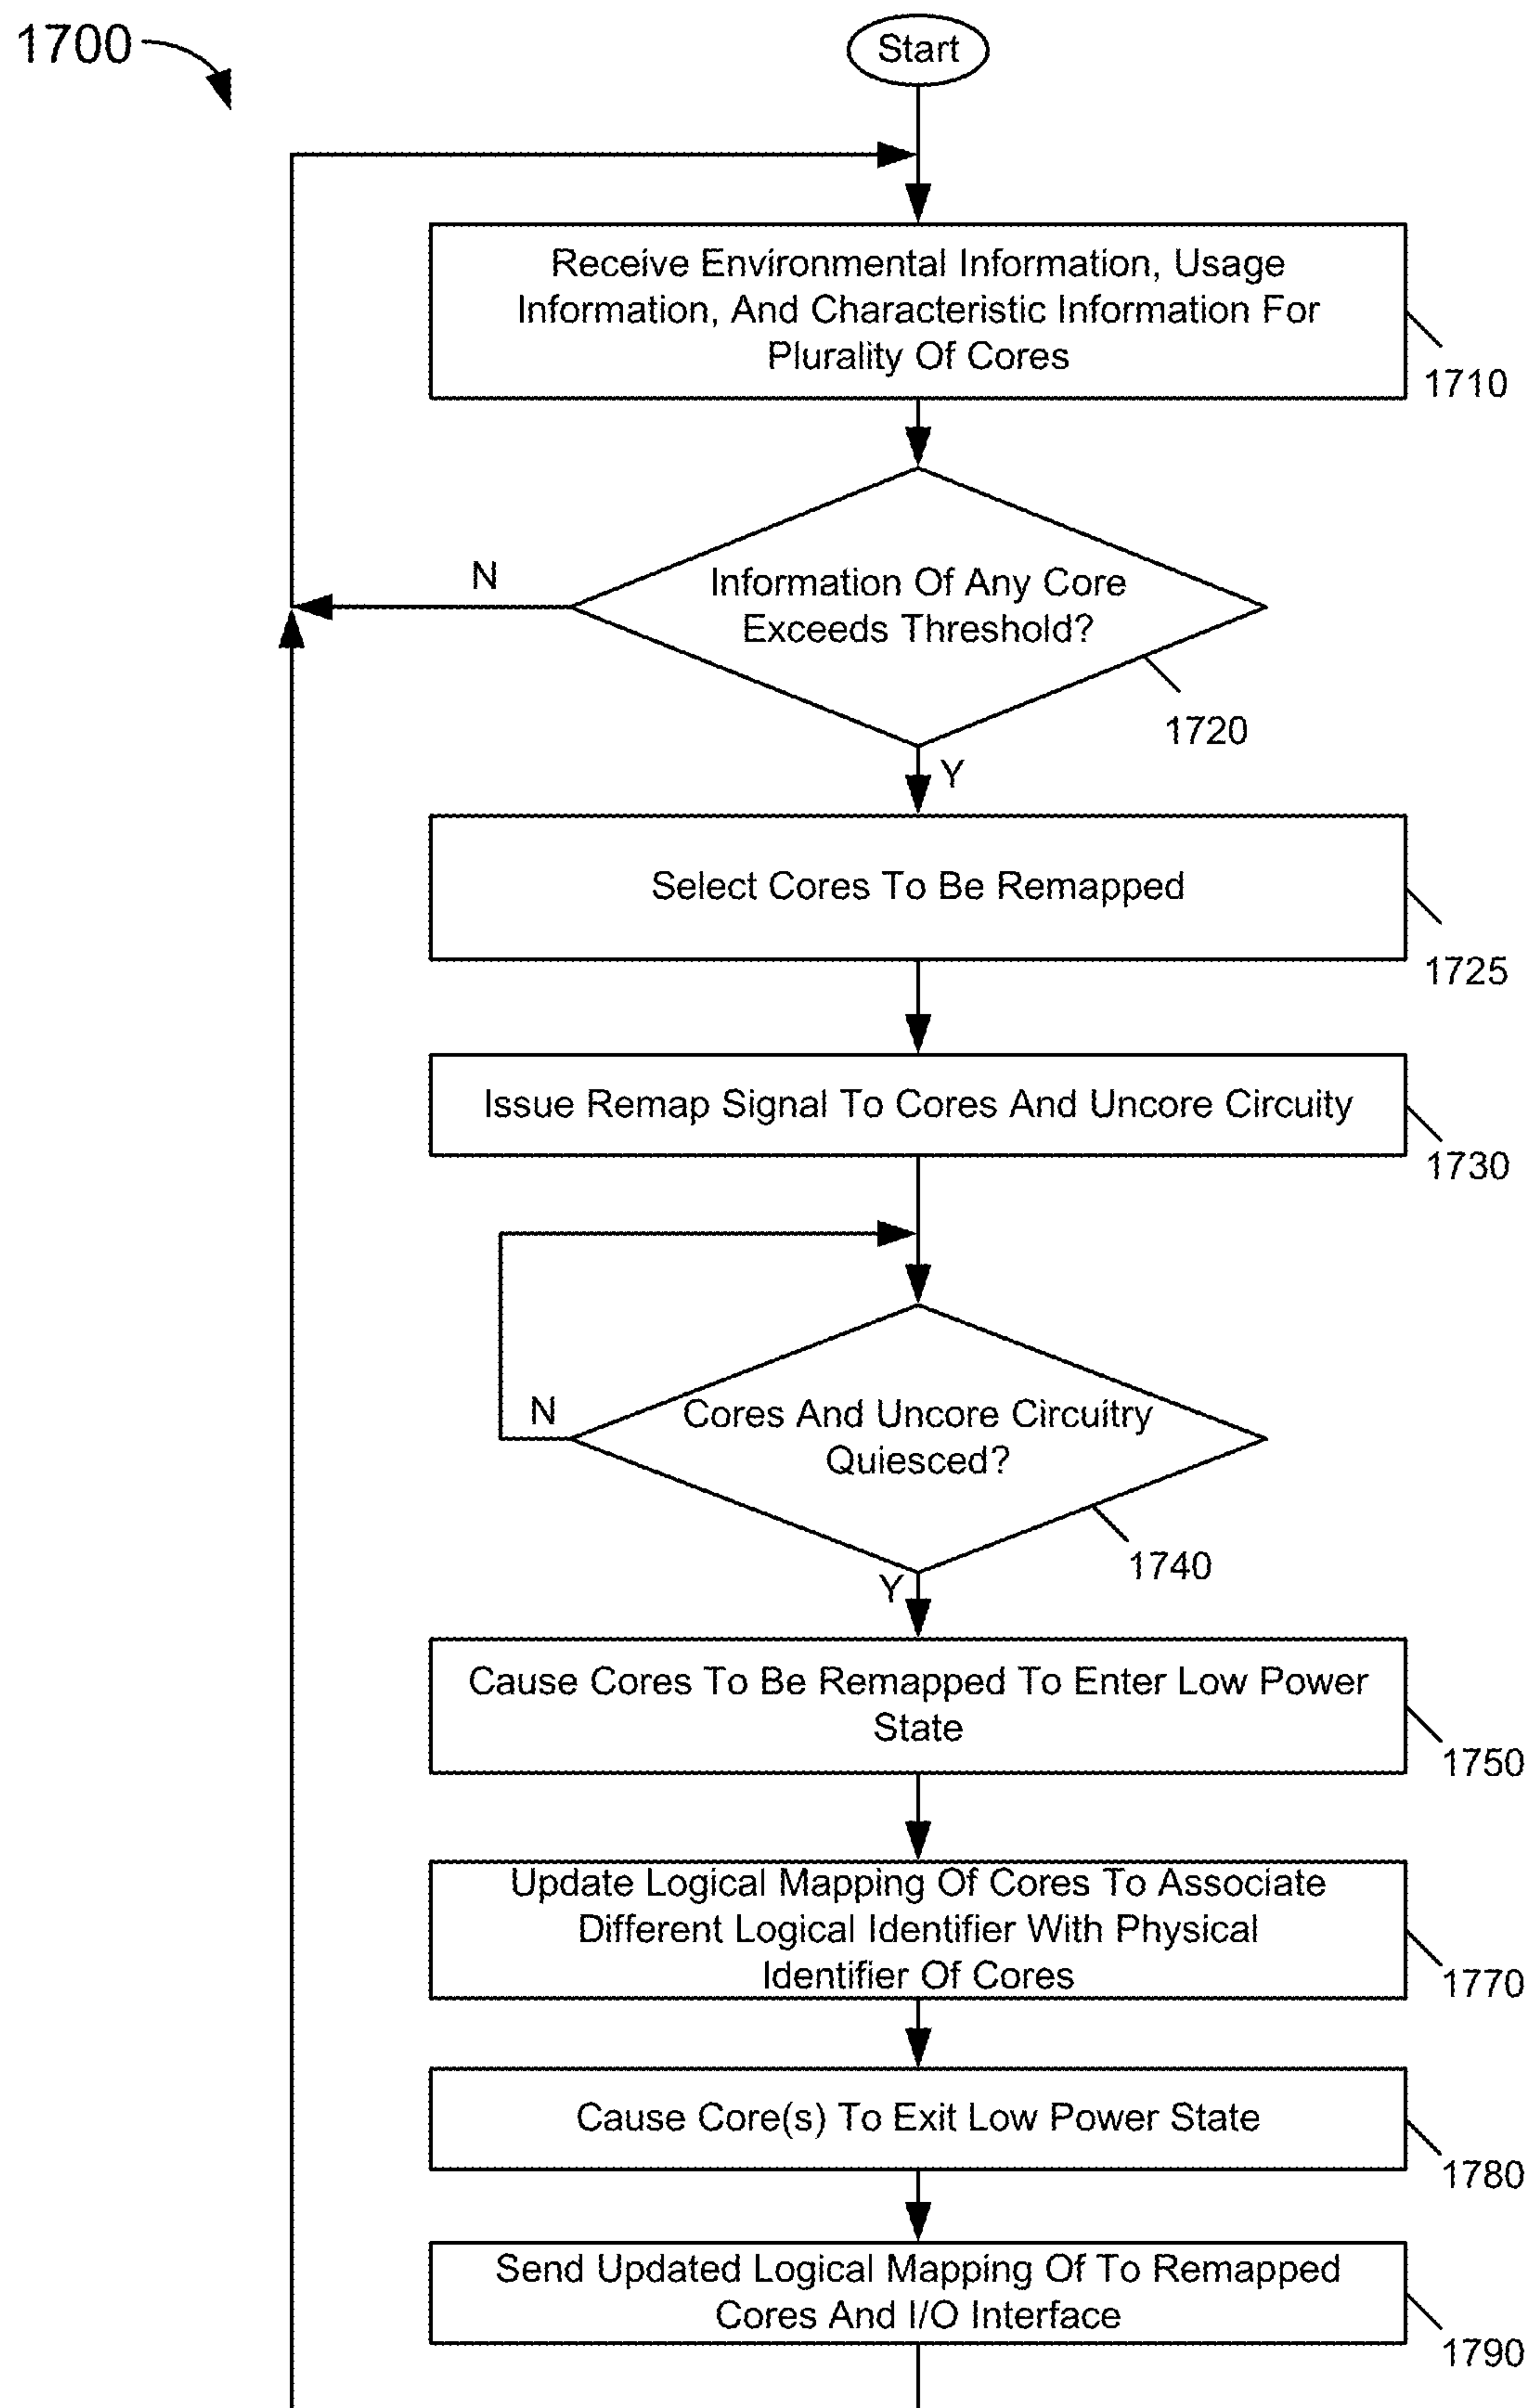 1700
Start
Receive Environmental Information, Usage
Information, And Characteristic Information For
Plurality Of Cores
1710
N
Information Of Any Core
Exceeds Threshold?
1720
Y
Select Cores To Be Remapped
1725
Issue Remap Signal To Cores And Uncore Circuity
1730
N
Cores And Uncore Circuitry
Quiesced?
1740
Y
Cause Cores To Be Remapped To Enter Low Power
State
1750
Update Logical Mapping Of Cores To Associate
Different Logical Identifier With Physical
Identifier Of Cores
1770
Cause Core(s) To Exit Low Power State
1780
Send Updated Logical Mapping Of To Remapped
Cores And I/O Interface
1790